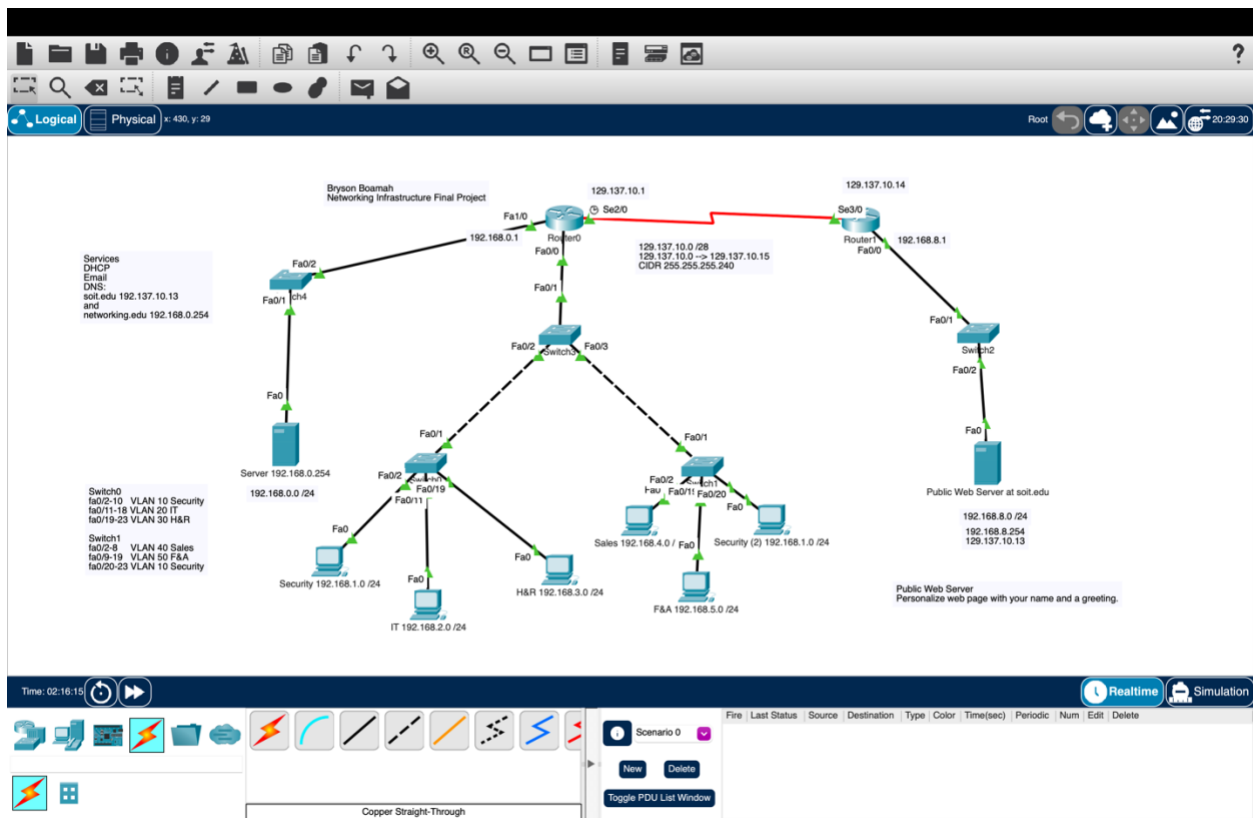 ?
Logical
Physical
x: 430, y: 29
Root
20:29:30
Bryson Boamah
Networking Infrastructure Final Project
129.137.10.1
129.137.10.14
Fa1/0
Se2/0
Se3/0
Router0
192.168.0.1
Fa0/0
Router1
192.168.8.1
Fa0/0
129.137.10.0 /28
129.137.10.0 --> 129.137.10.15
CIDR 255.255.255.240
Services
DHCP
Email
DNS:
soit.edu 192.137.10.13
and
networking.edu 192.168.0.254
Fa0/2
Fa0/1
ch4
Fa0/1
Fa0/1
Fa0/2
Switch3
Fa0/3
Switch2
Fa0/2
Fa0
Server 192.168.0.254
192.168.0.0 /24
Fa0/1
Fa0/1
Fa0
Public Web Server at soit.edu
192.168.8.0 /24
192.168.8.254
129.137.10.13
Fa0/2
Fa0/19
Fa0/11
Fa0/2
Fa0/20
Switch0
fa0/2-10 VLAN 10 Security
fa0/11-18 VLAN 20 IT
fa0/19-23 VLAN 30 H&R
Switch1
fa0/2-8 VLAN 40 Sales
fa0/9-19 VLAN 50 F&A
fa0/20-23 VLAN 10 Security
Fa0
Security 192.168.1.0 /24
Fa0
IT 192.168.2.0 /24
Fa0
H&R 192.168.3.0 /24
Sales 192.168.4.0 /
Fa0
Fa0
Security (2) 192.168.1.0 /24
F&A 192.168.5.0 /24
Public Web Server
Personalize web page with your name and a greeting.
Time: 02:16:15
Realtime
Simulation
Scenario 0
New
Delete
Toggle PDU List Window
Fire Last Status Source Destination Type Color Time(sec) Periodic Num Edit Delete
Copper Straight-Through